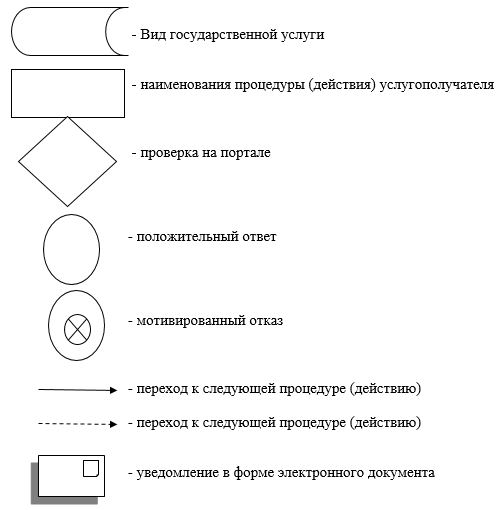 - Вид государственной услуги
- наименования процедуры (действия) услугополучателя
- проверка на портале
- положительный ответ
- мотивированный отказ
- переход к следующей процедуре (действию)
- переход к следующей процедуре (действию)
- уведомление в форме электронного документа